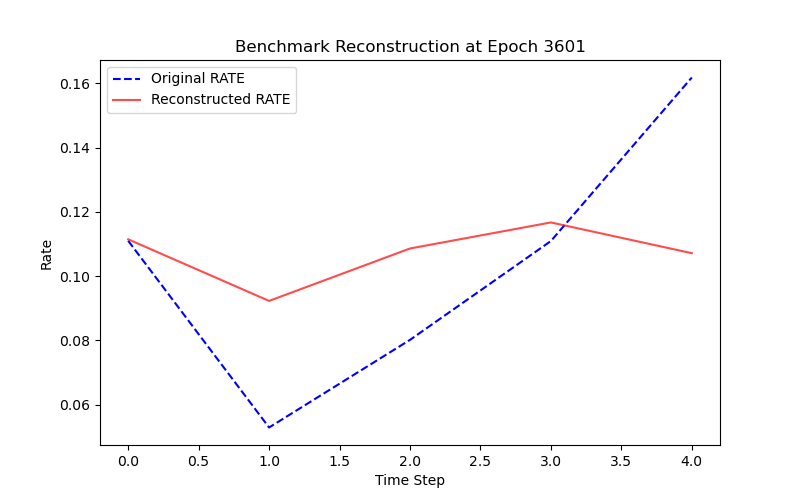 Benchmark Reconstruction at Epoch 3601
Original RATE
Reconstructed RATE
0.16
0.14
0.12
0.10
0.08
0.06
Rate
0.0 0.5 1.0 1.5 2.0 2.5 3.0 3.5 4.0
Time Step